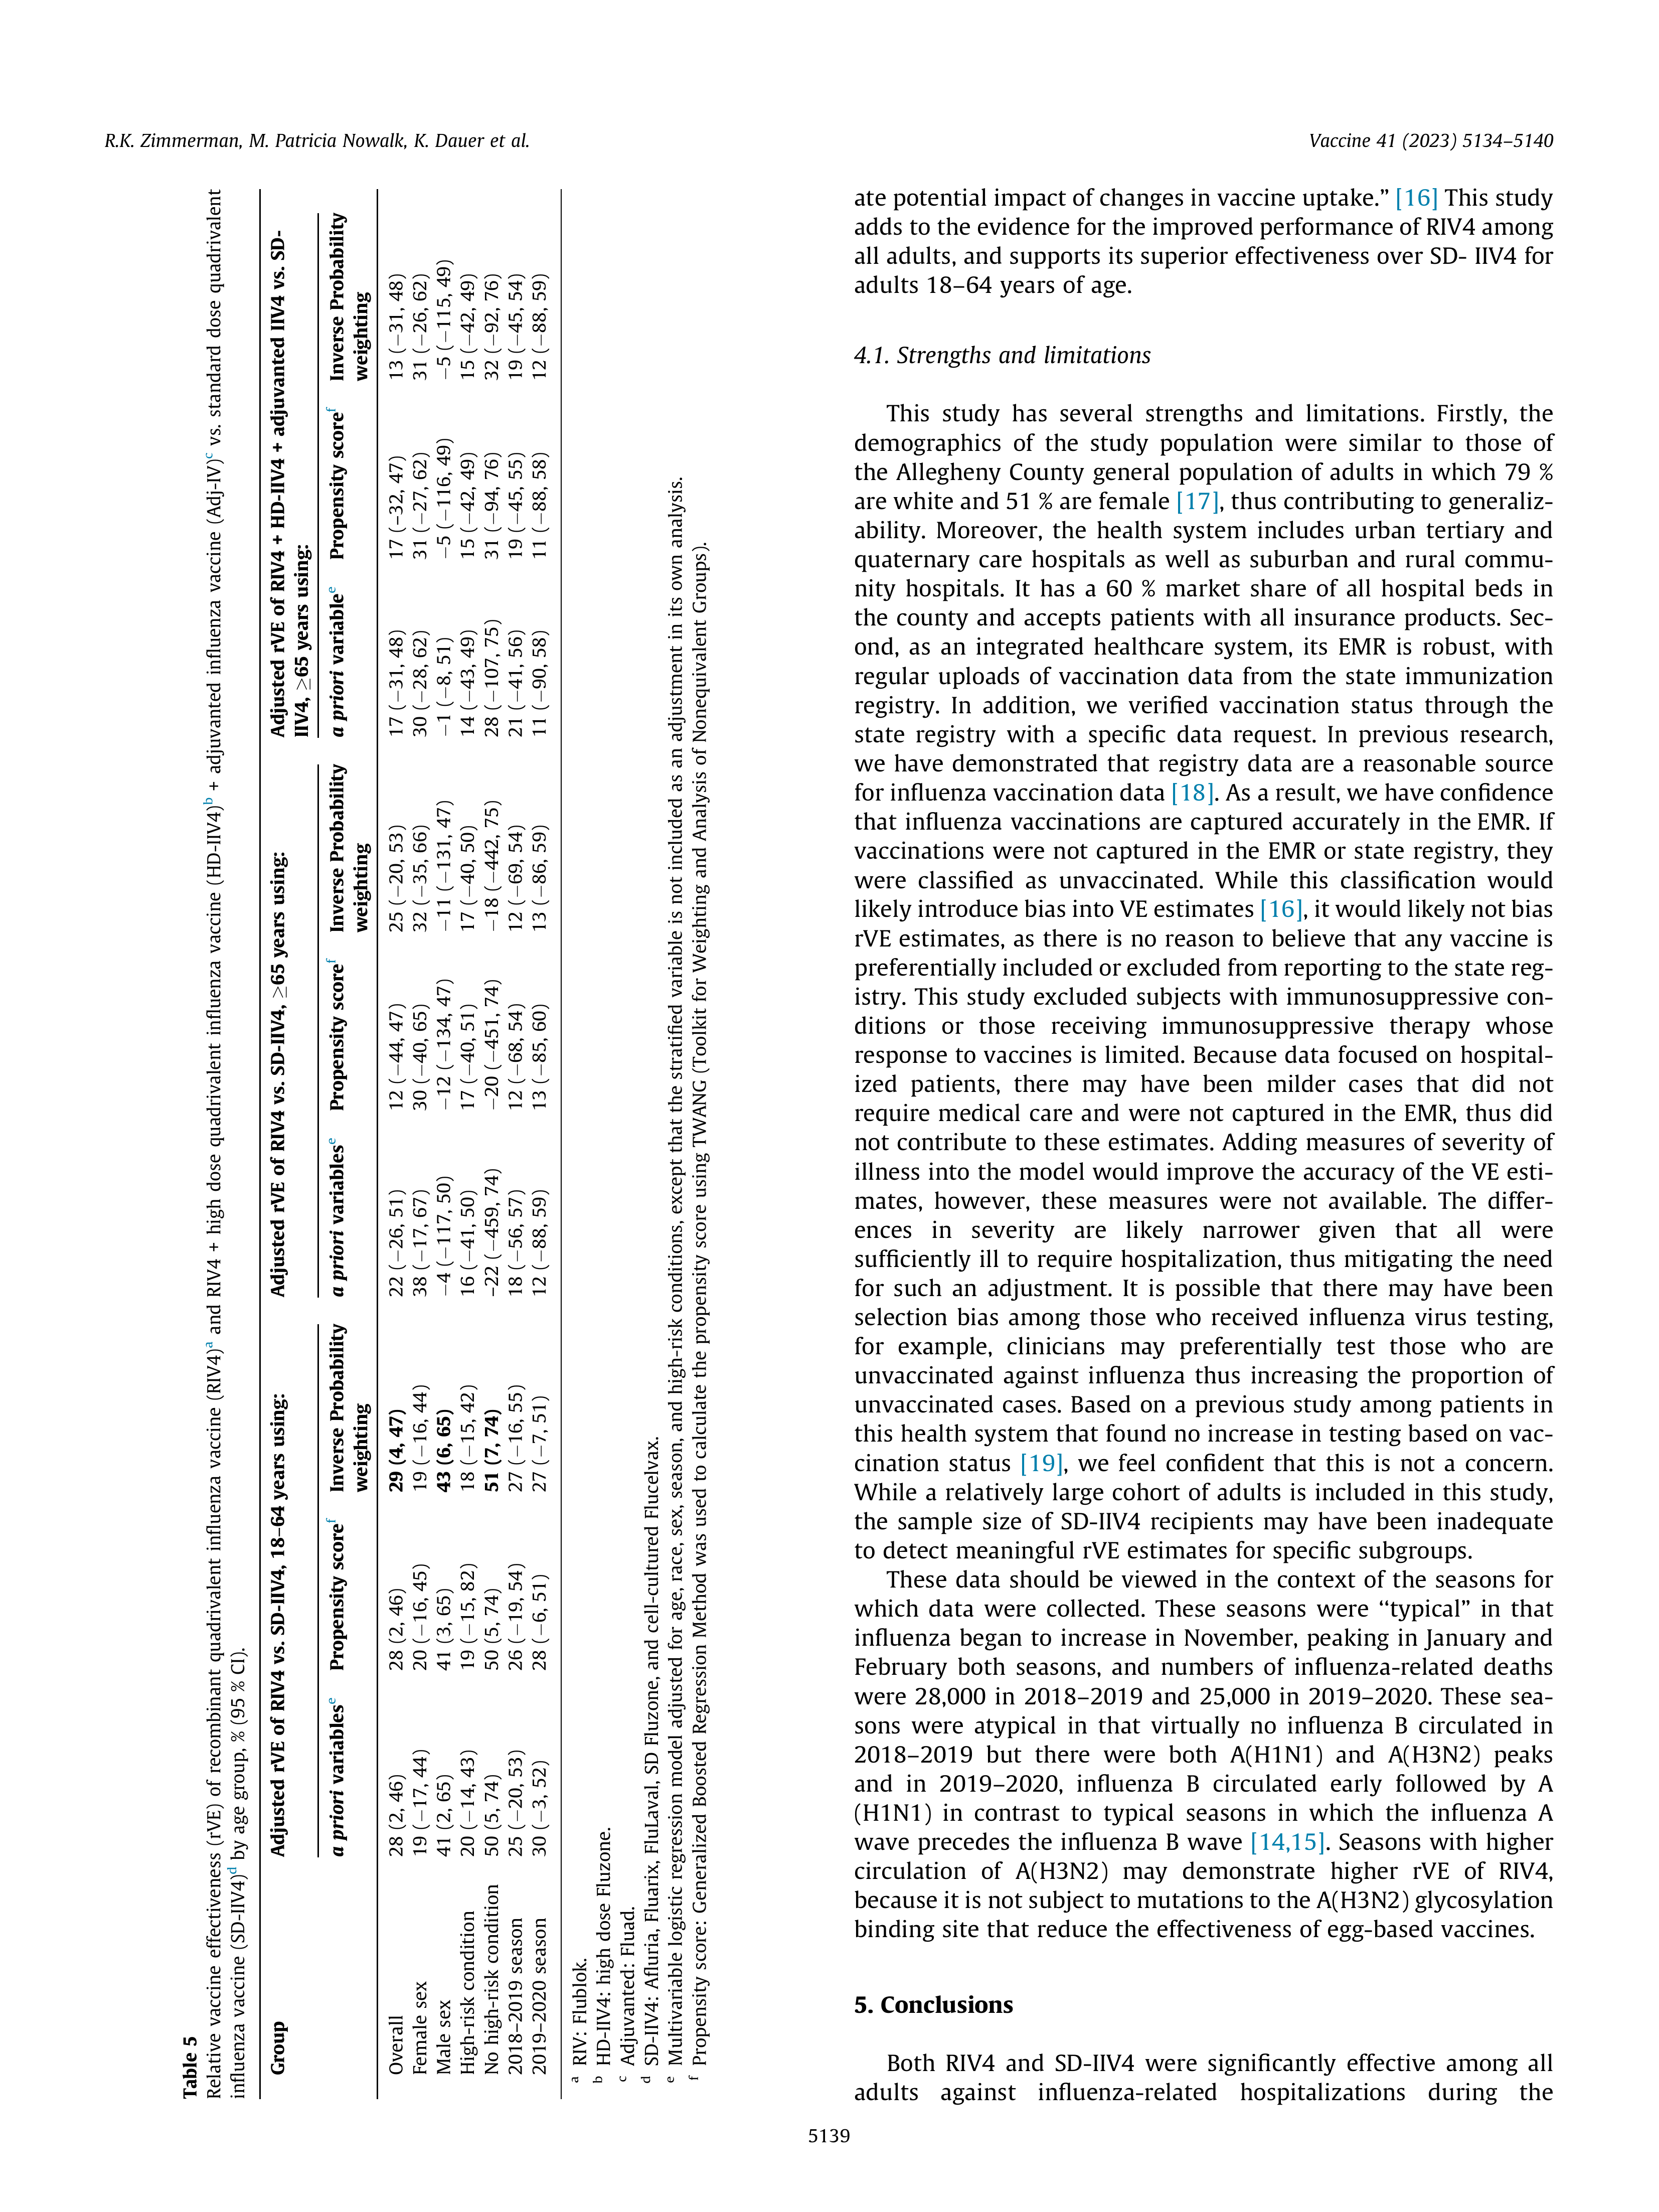 R.K. Zimmerman, M. Patricia Nowalk, K. Dauer et al.
Vaccine 41 (2023) 5134–5140
Table 5
Relative vaccine effectiveness (rVE) of recombinant quadrivalent influenza vaccine (RIV4)a and RIV4 + high dose quadrivalent influenza vaccine (HD-IIV4)b + adjuvanted influenza vaccine (Adj-IV)c vs. standard dose quadrivalent
influenza vaccine (SD-IIV4)d by age group, % (95 % CI).
Group Adjusted rVE of RIV4 vs. SD-IIV4, 18–64 years using: Adjusted rVE of RIV4 vs. SD-IIV4, ≥65 years using: Adjusted rVE of RIV4 + HD-IIV4 + adjuvanted IIV4 vs. SD-
IIV4, ≥65 years using:
a priori variablese Propensity scoref Inverse Probability a priori variablese Propensity scoref Inverse Probability a priori variablee Propensity scoref Inverse Probability
weighting weighting weighting
Overall 28 (2, 46) 28 (2, 46) 29 (4, 47) 22 (−26, 51) 12 (−44, 47) 25 (−20, 53) 17 (−31, 48) 17 (–32, 47) 13 (−31, 48)
Female sex 19 (−17, 44) 20 (−16, 45) 19 (−16, 44) 38 (−17, 67) 30 (−40, 65) 32 (−35, 66) 30 (−28, 62) 31 (−27, 62) 31 (−26, 62)
Male sex 41 (2, 65) 41 (3, 65) 43 (6, 65) −4 (−117, 50) −12 (−134, 47) −11 (−131, 47) −1 (−8, 51) −5 (−116, 49) −5 (−115, 49)
High-risk condition 20 (−14, 43) 19 (−15, 82) 18 (−15, 42) 16 (−41, 50) 17 (−40, 51) 17 (−40, 50) 14 (−43, 49) 15 (−42, 49) 15 (−42, 49)
No high-risk condition 50 (5, 74) 50 (5, 74) 51 (7, 74) –22 (−459, 74) −20 (−451, 74) −18 (−442, 75) 28 (−107, 75) 31 (−94, 76) 32 (−92, 76)
2018–2019 season 25 (−20, 53) 26 (−19, 54) 27 (−16, 55) 18 (−56, 57) 12 (−68, 54) 12 (−69, 54) 21 (−41, 56) 19 (−45, 55) 19 (−45, 54)
2019–2020 season 30 (−3, 52) 28 (−6, 51) 27 (−7, 51) 12 (−88, 59) 13 (−85, 60) 13 (−86, 59) 11 (−90, 58) 11 (−88, 58) 12 (−88, 59)
a RIV: Flublok.
b HD-IIV4: high dose Fluzone.
c Adjuvanted: Fluad.
d SD-IIV4: Afluria, Fluarix, FluLaval, SD Fluzone, and cell-cultured Flucelvax.
e Multivariable logistic regression model adjusted for age, race, sex, season, and high-risk conditions, except that the stratified variable is not included as an adjustment in its own analysis.
f Propensity score: Generalized Boosted Regression Method was used to calculate the propensity score using TWANG (Toolkit for Weighting and Analysis of Nonequivalent Groups).
ate potential impact of changes in vaccine uptake.” [16] This study
adds to the evidence for the improved performance of RIV4 among
all adults, and supports its superior effectiveness over SD- IIV4 for
adults 18–64 years of age.
4.1. Strengths and limitations
This study has several strengths and limitations. Firstly, the
demographics of the study population were similar to those of
the Allegheny County general population of adults in which 79 %
are white and 51 % are female [17], thus contributing to generaliz-
ability. Moreover, the health system includes urban tertiary and
quaternary care hospitals as well as suburban and rural commu-
nity hospitals. It has a 60 % market share of all hospital beds in
the county and accepts patients with all insurance products. Sec-
ond, as an integrated healthcare system, its EMR is robust, with
regular uploads of vaccination data from the state immunization
registry. In addition, we verified vaccination status through the
state registry with a specific data request. In previous research,
we have demonstrated that registry data are a reasonable source
for influenza vaccination data [18]. As a result, we have confidence
that influenza vaccinations are captured accurately in the EMR. If
vaccinations were not captured in the EMR or state registry, they
were classified as unvaccinated. While this classification would
likely introduce bias into VE estimates [16], it would likely not bias
rVE estimates, as there is no reason to believe that any vaccine is
preferentially included or excluded from reporting to the state reg-
istry. This study excluded subjects with immunosuppressive con-
ditions or those receiving immunosuppressive therapy whose
response to vaccines is limited. Because data focused on hospital-
ized patients, there may have been milder cases that did not
require medical care and were not captured in the EMR, thus did
not contribute to these estimates. Adding measures of severity of
illness into the model would improve the accuracy of the VE esti-
mates, however, these measures were not available. The differ-
ences in severity are likely narrower given that all were
sufficiently ill to require hospitalization, thus mitigating the need
for such an adjustment. It is possible that there may have been
selection bias among those who received influenza virus testing,
for example, clinicians may preferentially test those who are
unvaccinated against influenza thus increasing the proportion of
unvaccinated cases. Based on a previous study among patients in
this health system that found no increase in testing based on vac-
cination status [19], we feel confident that this is not a concern.
While a relatively large cohort of adults is included in this study,
the sample size of SD-IIV4 recipients may have been inadequate
to detect meaningful rVE estimates for specific subgroups.
These data should be viewed in the context of the seasons for
which data were collected. These seasons were ‘‘typical” in that
influenza began to increase in November, peaking in January and
February both seasons, and numbers of influenza-related deaths
were 28,000 in 2018–2019 and 25,000 in 2019–2020. These sea-
sons were atypical in that virtually no influenza B circulated in
2018–2019 but there were both A(H1N1) and A(H3N2) peaks
and in 2019–2020, influenza B circulated early followed by A
(H1N1) in contrast to typical seasons in which the influenza A
wave precedes the influenza B wave [14,15]. Seasons with higher
circulation of A(H3N2) may demonstrate higher rVE of RIV4,
because it is not subject to mutations to the A(H3N2) glycosylation
binding site that reduce the effectiveness of egg-based vaccines.
5. Conclusions
Both RIV4 and SD-IIV4 were significantly effective among all
adults against influenza-related hospitalizations during the
5139